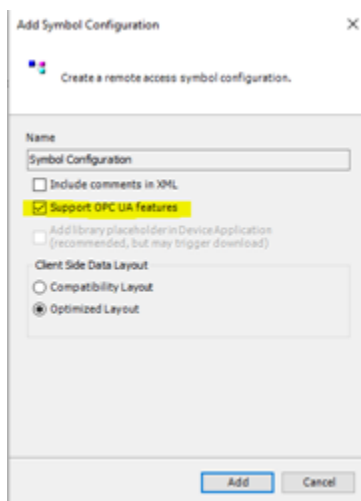 Add Symbol Configuration
Create a remote access symbol configuration.
Name
Symbol Configuration
Include comments in XML
Support OPC UA features
Add library placeholder in Device Application
(recommended, but may trigger download)
Client Side Data Layout
Compatibility Layout
Optimized Layout
Add
Cancel